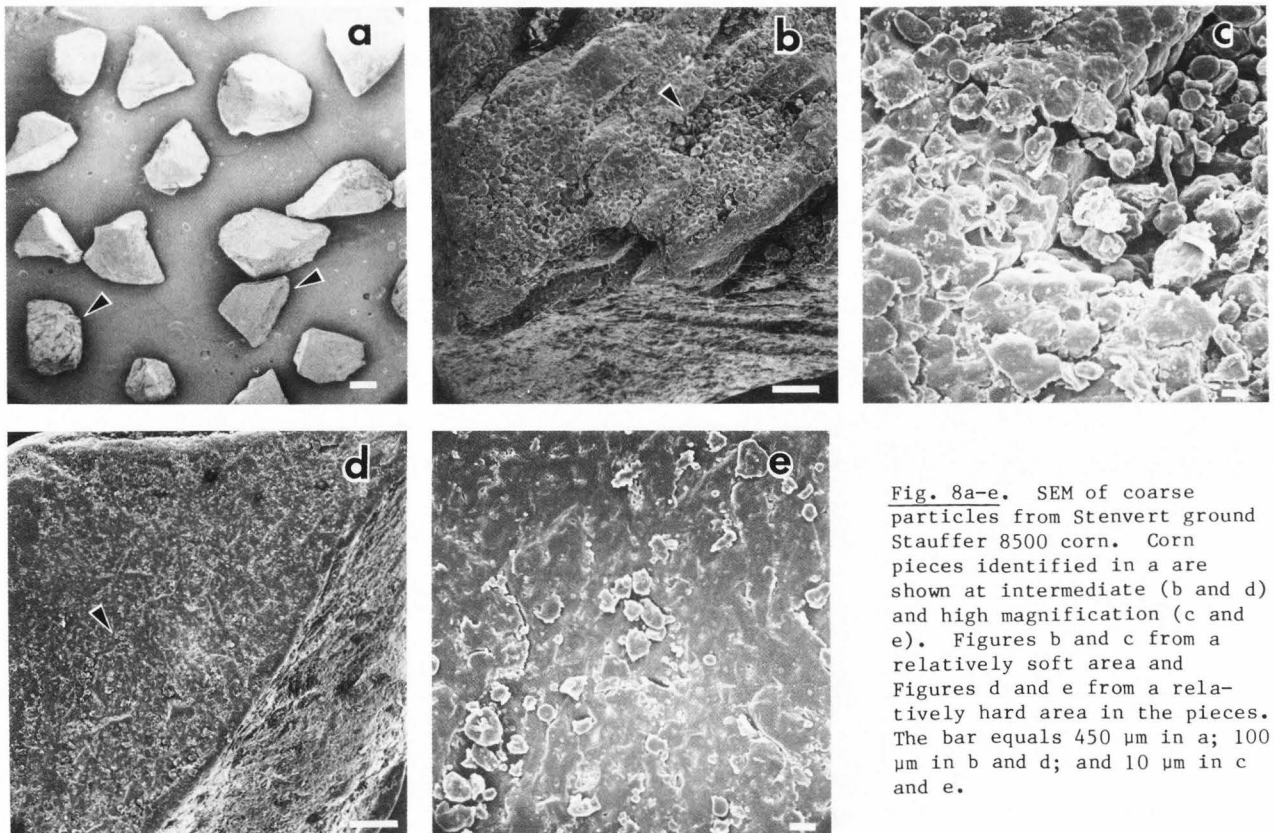 a
b
c
d
e
Fig. 8a-e. SEM of coarse
particles from Stenvert ground
Stauffer 8500 corn. Corn
pieces identified in a are
shown at intermediate (b and d)
and high magnification (c and
e). Figures b and c from a
relatively soft area and
Figures d and e from a rela-
tively hard area in the pieces.
The bar equals 450 µm in a; 100
µm in b and d; and 10 µm in c
and e.